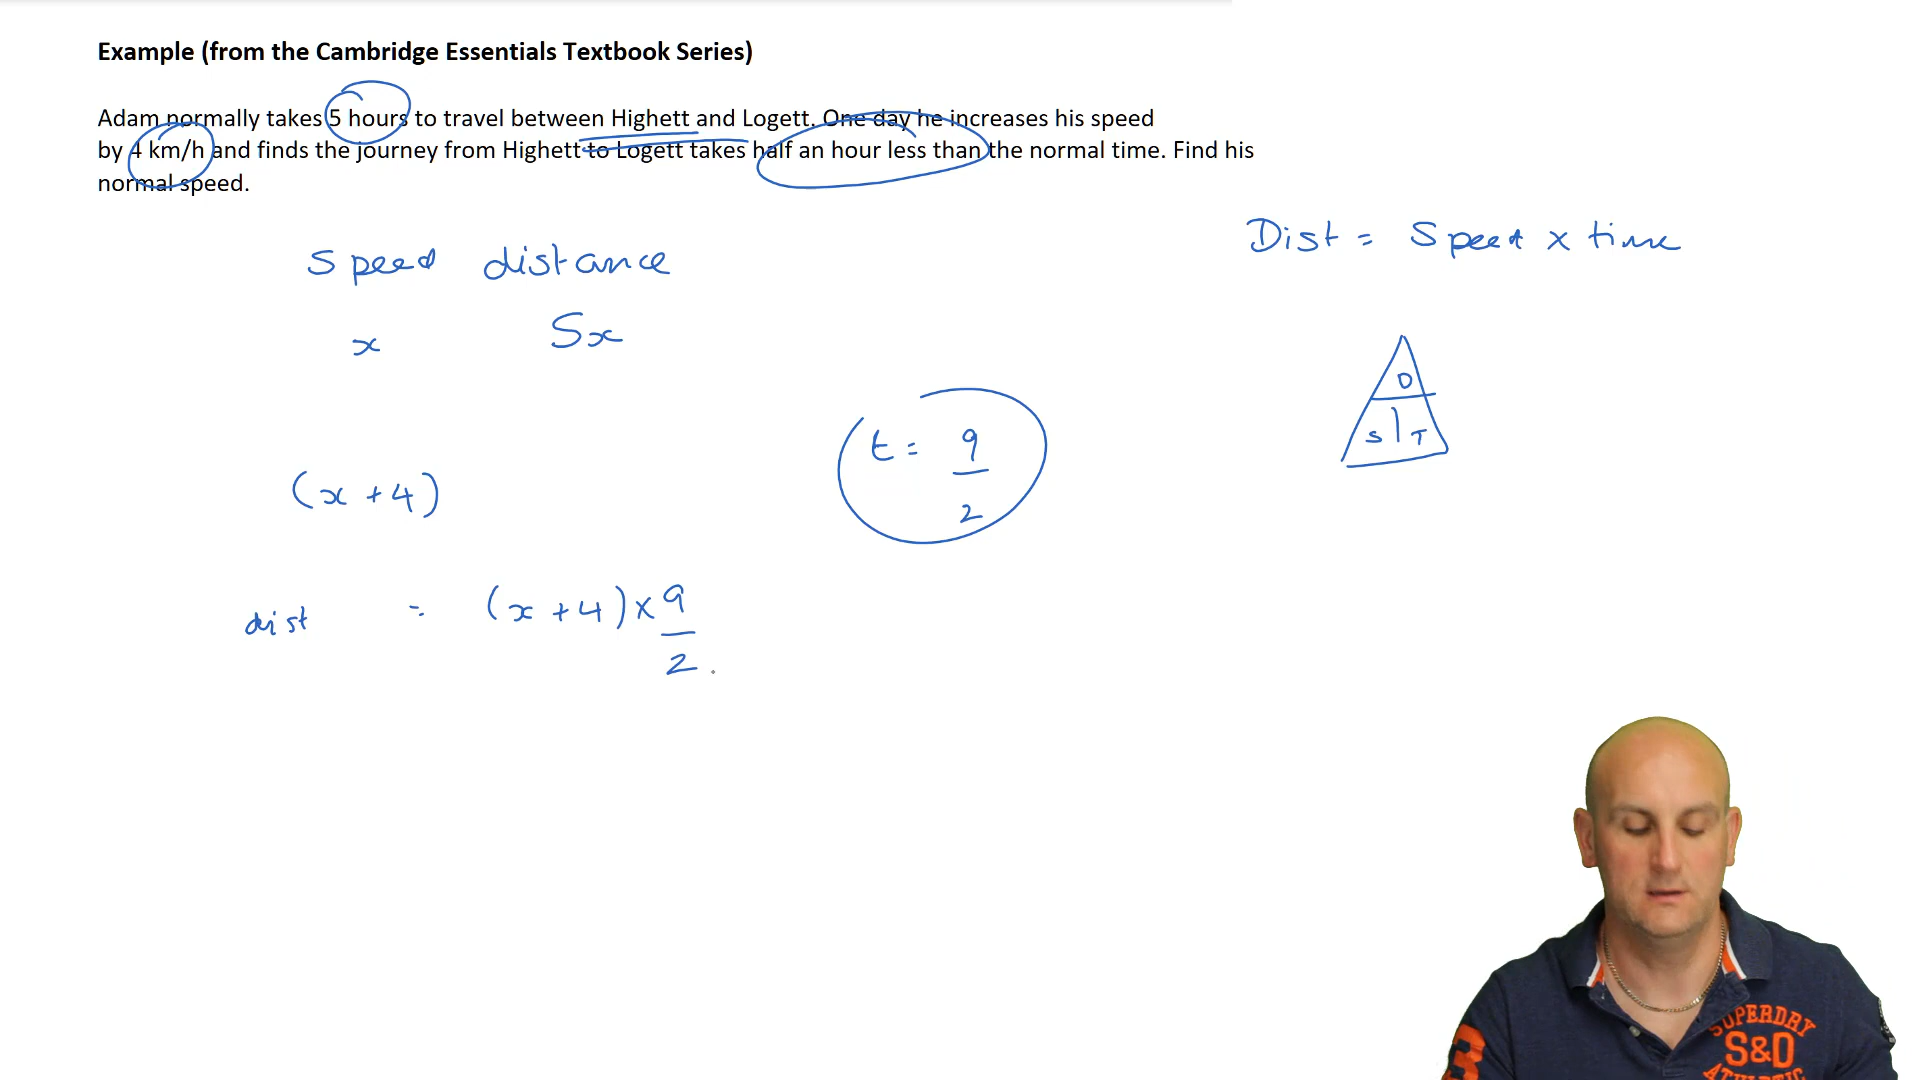 Example (from the Cambridge Essentials Textbook Series)
Adam normally takes 5 hours to travel between Highett and Logett. One day he increases his speed
by 4 km/h and finds the journey from Highett to Logett takes half an hour less than the normal time. Find his
normal speed.
Dist = Speed x time
Speed distance
x 5x
D
S T
t = 9
2
(x + 4)
dist = (x + 4) x 9
2
SUPERDRY
S&D
ATHLETIC
3